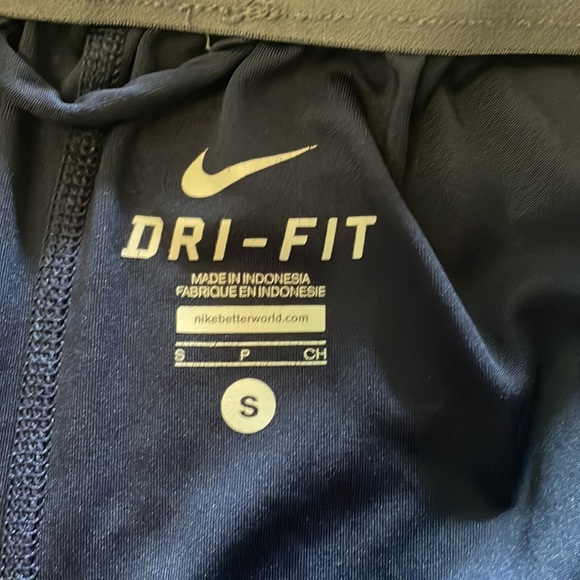 DRI-FIT
MADE IN INDONESIA
FABRIQUE EN INDONESIE
nikebetterworld.com
S P CH
S